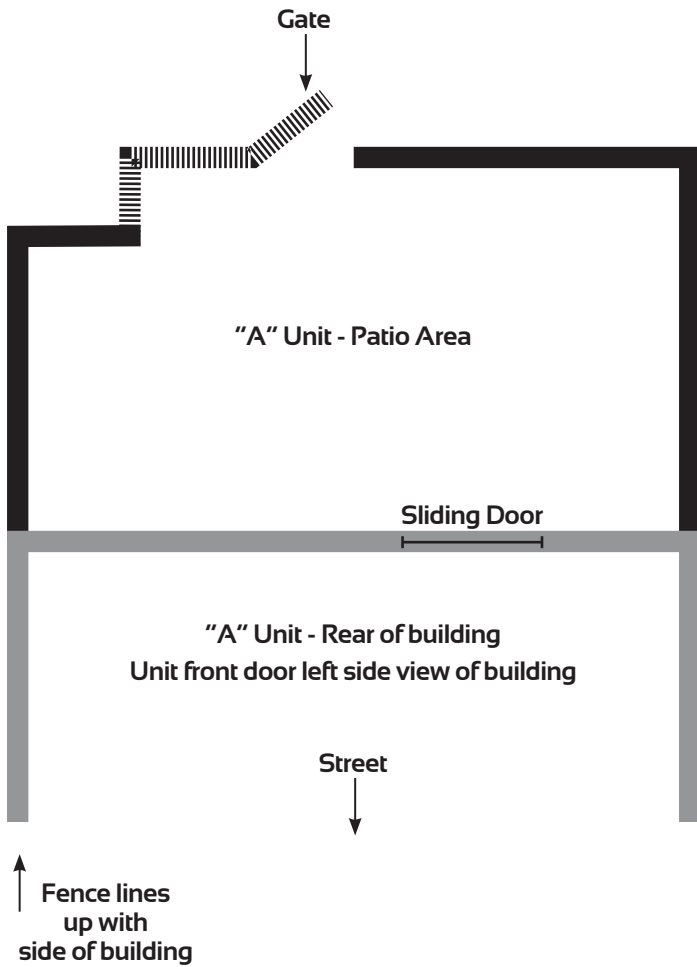 Gate
"A" Unit - Patio Area
Sliding Door
"A" Unit - Rear of building
Unit front door left side view of building
Street
Fence lines
up with
side of building